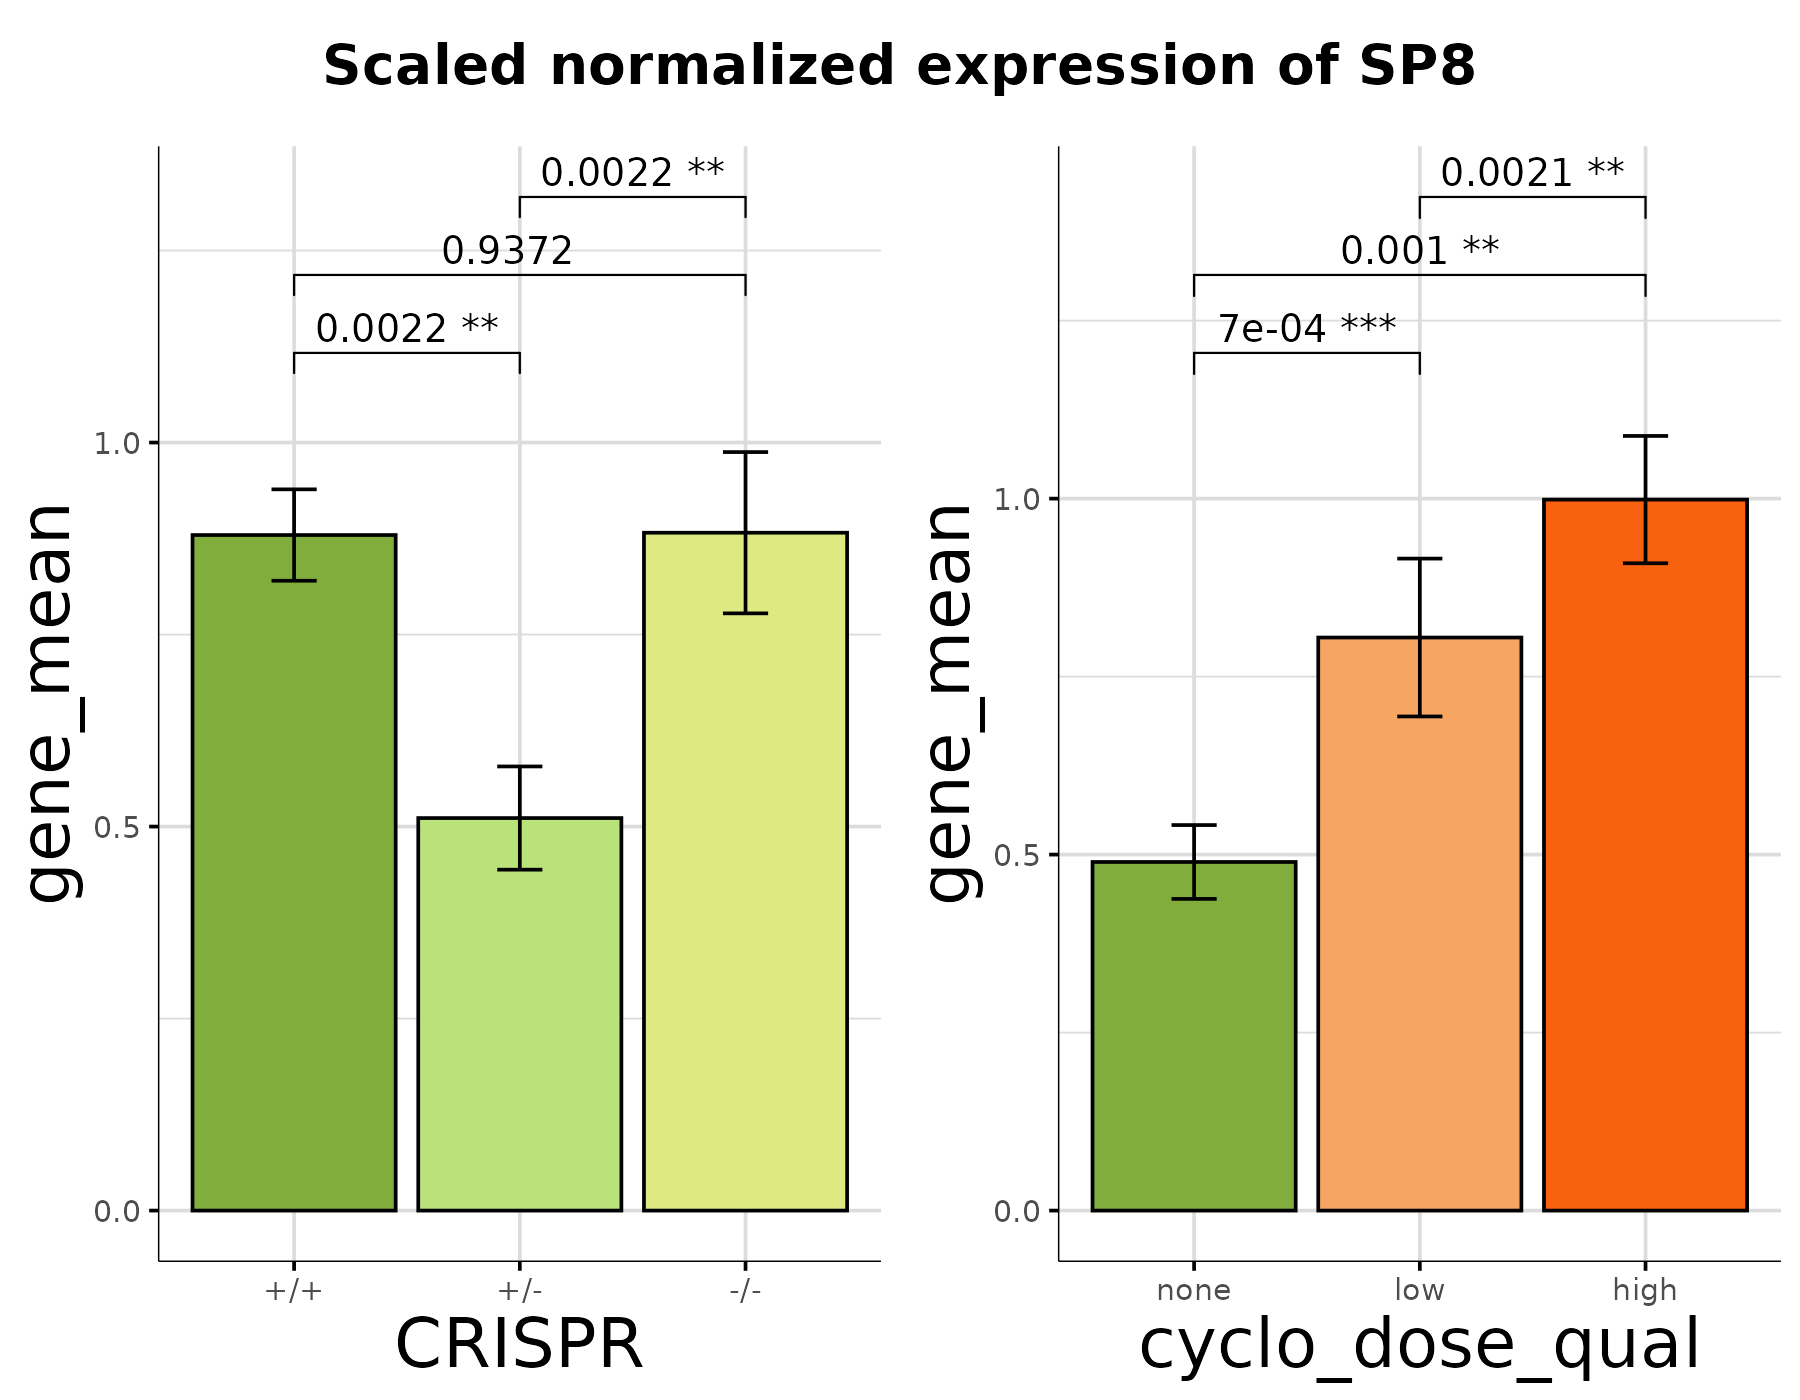 Scaled normalized expression of SP8
0.0022 **
0.9372
0.0022 **
1.0
0.5
0.0
gene_mean
+/+ +/- -/-
CRISPR
0.0021 **
0.001 **
7e-04 ***
1.0
0.5
0.0
gene_mean
none low high
cyclo_dose_qual